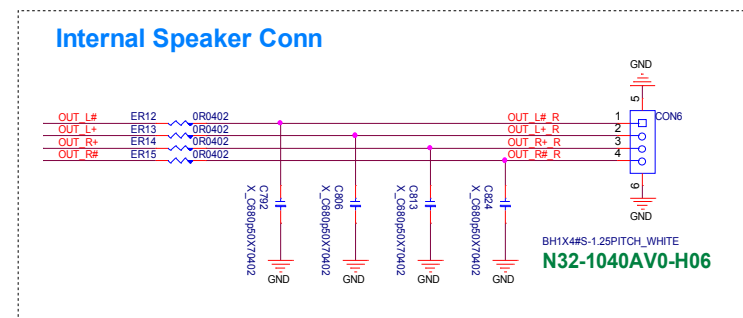 Internal Speaker Conn
GND
5
OUT_L# ER12 0R0402 OUT_L#_R 1 CON6
OUT_L+ ER13 0R0402 OUT_L+_R 2
OUT_R+ ER14 0R0402 OUT_R+_R 3
OUT_R# ER15 0R0402 OUT_R#_R 4
6
GND
C792
X_C680p50X70402
C806
X_C680p50X70402
C813
X_C680p50X70402
C824
X_C680p50X70402
BH1X4#S-1.25PITCH_WHITE
N32-1040AV0-H06
GND GND GND GND